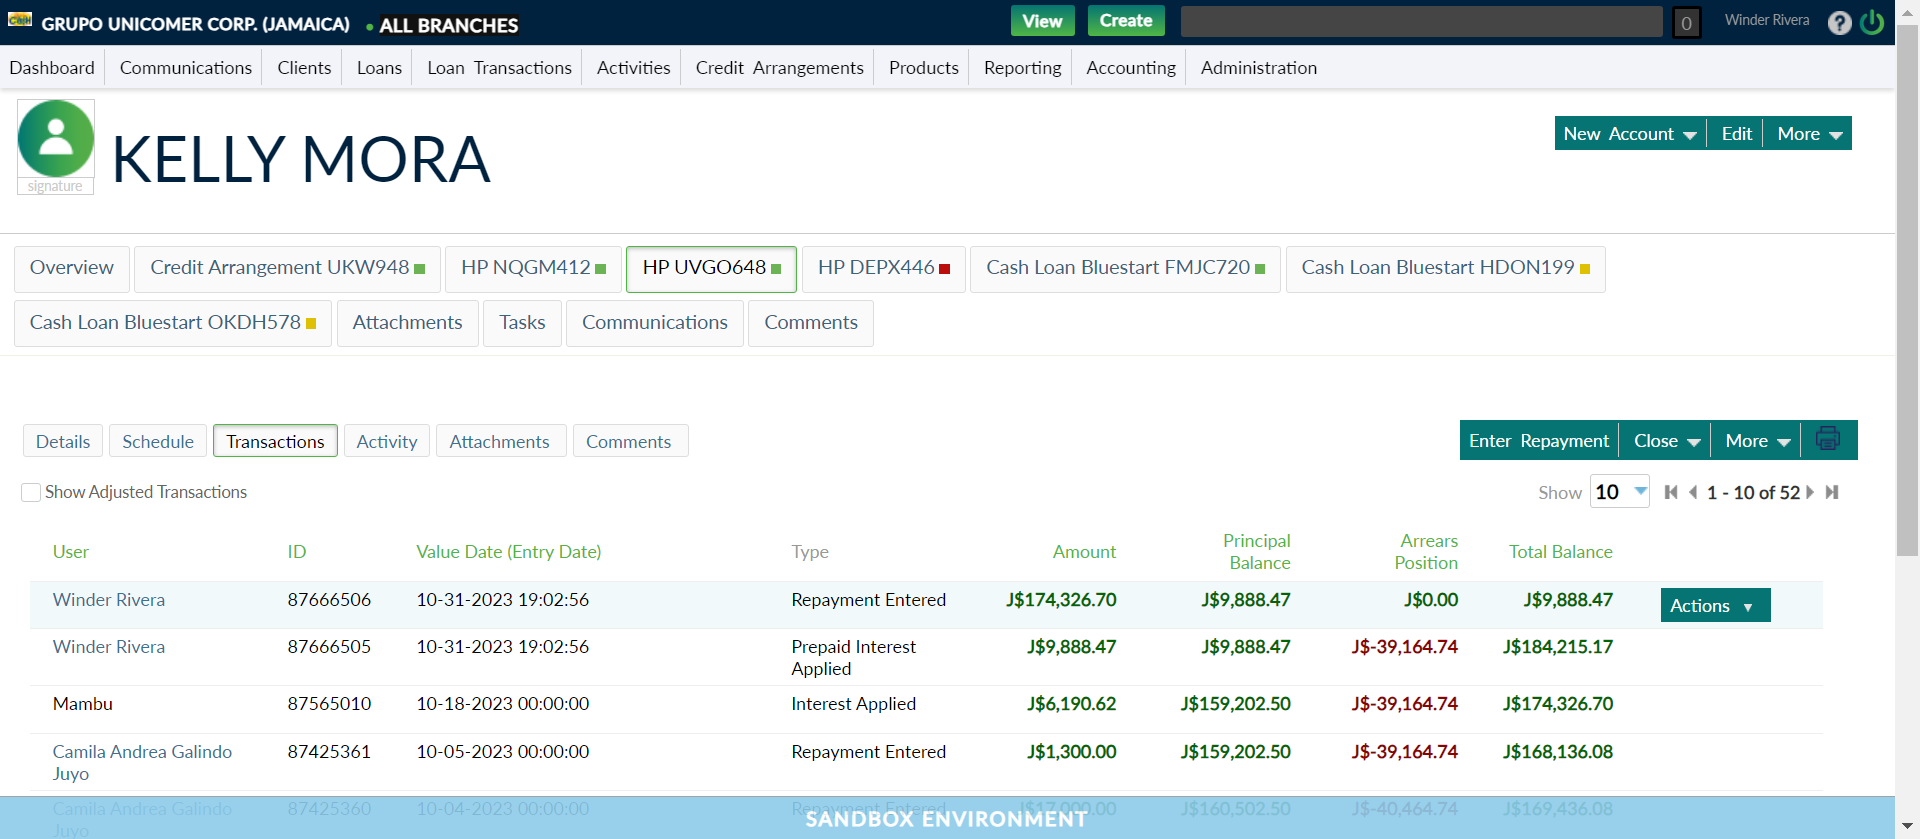 Cash GRUPO UNICOMER CORP. (JAMAICA) • ALL BRANCHES View Create 0 Winder Rivera ?
Dashboard Communications Clients Loans Loan Transactions Activities Credit Arrangements Products Reporting Accounting Administration
KELLY MORA
signature
New Account Edit More
Overview Credit Arrangement UKW948 HP NQGM412 HP UVGO648 HP DEPX446 Cash Loan Bluestart FMJC720 Cash Loan Bluestart HDON199
Cash Loan Bluestart OKDH578 Attachments Tasks Communications Comments
Details Schedule Transactions Activity Attachments Comments
Enter Repayment Close More
Show Adjusted Transactions
Show 10 1 - 10 of 52
User ID Value Date (Entry Date) Type Amount Principal Balance Arrears Position Total Balance
Winder Rivera 87666506 10-31-2023 19:02:56 Repayment Entered J$174,326.70 J$9,888.47 J$0.00 J$9,888.47 Actions
Winder Rivera 87666505 10-31-2023 19:02:56 Prepaid Interest Applied J$9,888.47 J$9,888.47 J$-39,164.74 J$184,215.17
Mambu 87565010 10-18-2023 00:00:00 Interest Applied J$6,190.62 J$159,202.50 J$-39,164.74 J$174,326.70
Camila Andrea Galindo Juyo 87425361 10-05-2023 00:00:00 Repayment Entered J$1,300.00 J$159,202.50 J$-39,164.74 J$168,136.08
Camila Andrea Galindo Juyo 87425360 10-04-2023 00:00:00 Repayment Entered J$17,000.00 J$160,502.50 J$-40,464.74 J$169,436.08
SANDBOX ENVIRONMENT